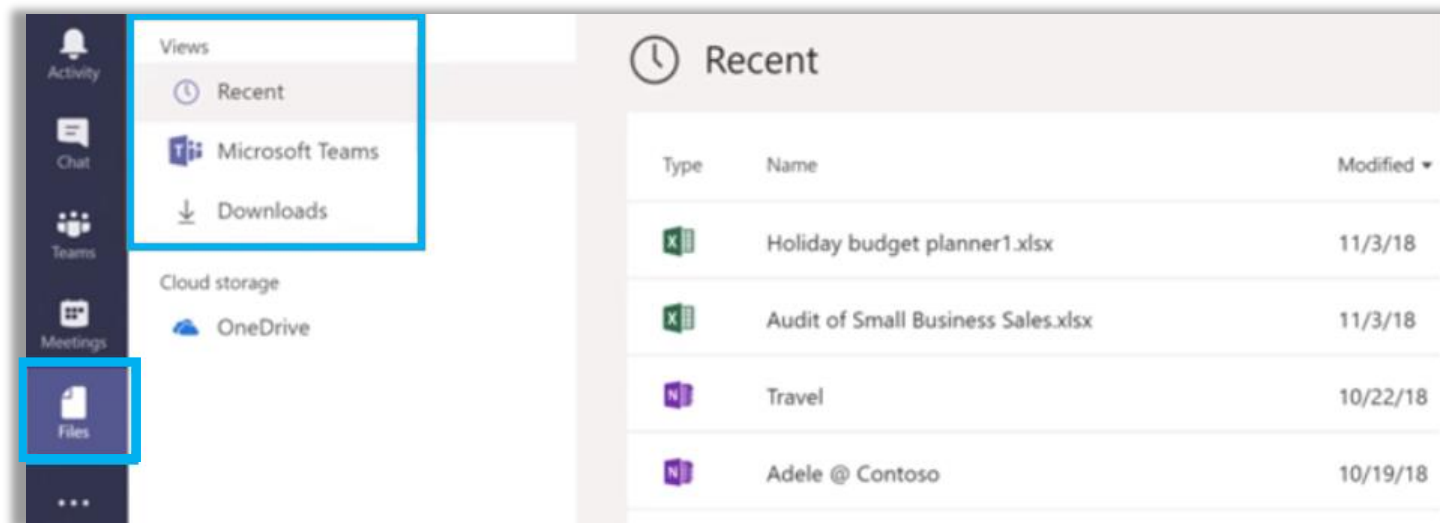 Activity
Chat
Teams
Meetings
Files
Views
Recent
Microsoft Teams
Downloads
Cloud storage
OneDrive
Recent
Type Name Modified
Holiday budget planner1.xlsx 11/3/18
Audit of Small Business Sales.xlsx 11/3/18
Travel 10/22/18
Adele @ Contoso 10/19/18